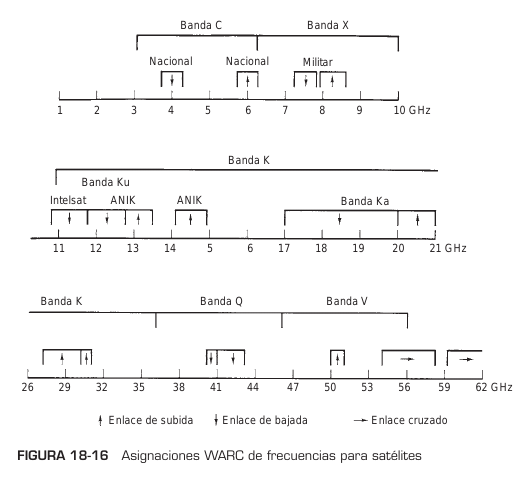 Banda C Banda X
Nacional Nacional Militar
1 2 3 4 5 6 7 8 9 10 GHz
Banda K
Banda Ku
Intelsat ANIK ANIK Banda Ka
11 12 13 14 5 6 17 18 19 20 21 GHz
Banda K Banda Q Banda V
26 29 35 38 41 44 47 50 53 56 59 62 GHz
Enlace de subida Enlace de bajada Enlace cruzado
FIGURA 18-16 Asignaciones WARC de frecuencias para satélites